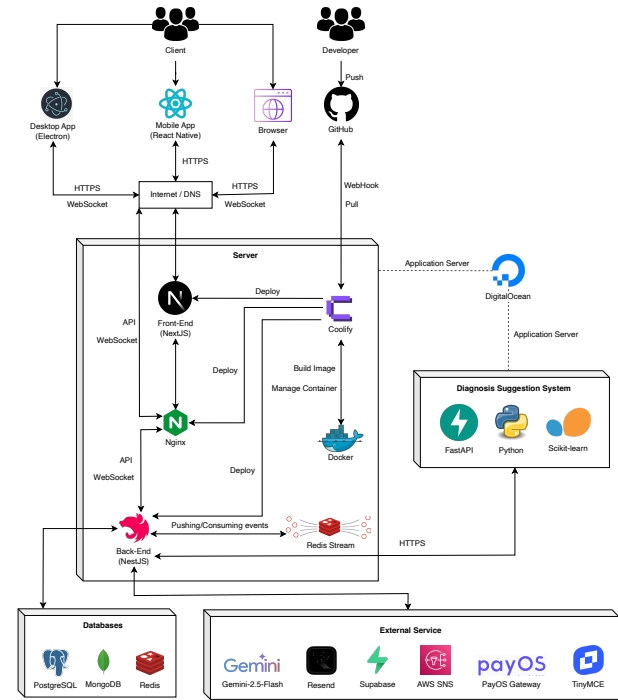 Client
Developer
Push
Desktop App
(Electron)
Mobile App
(React Native)
Browser
GitHub
HTTPS
HTTPS
WebSocket
Internet / DNS
HTTPS
WebSocket
WebHook
Pull
Server
Application Server
DigitalOcean
Application Server
Front-End
(NextJS)
Deploy
Coolify
API
WebSocket
Deploy
Build Image
Manage Container
Nginx
Docker
Diagnosis Suggestion System
FastAPI
Python
Scikit-learn
API
WebSocket
Deploy
Pushing/Consuming events
Back-End
(NestJS)
Redis Stream
HTTPS
Databases
PostgreSQL
MongoDB
Redis
External Service
Gemini
Gemini-2.5-Flash
Resend
Supabase
AWS SNS
payOS
PayOS Gateway
TinyMCE